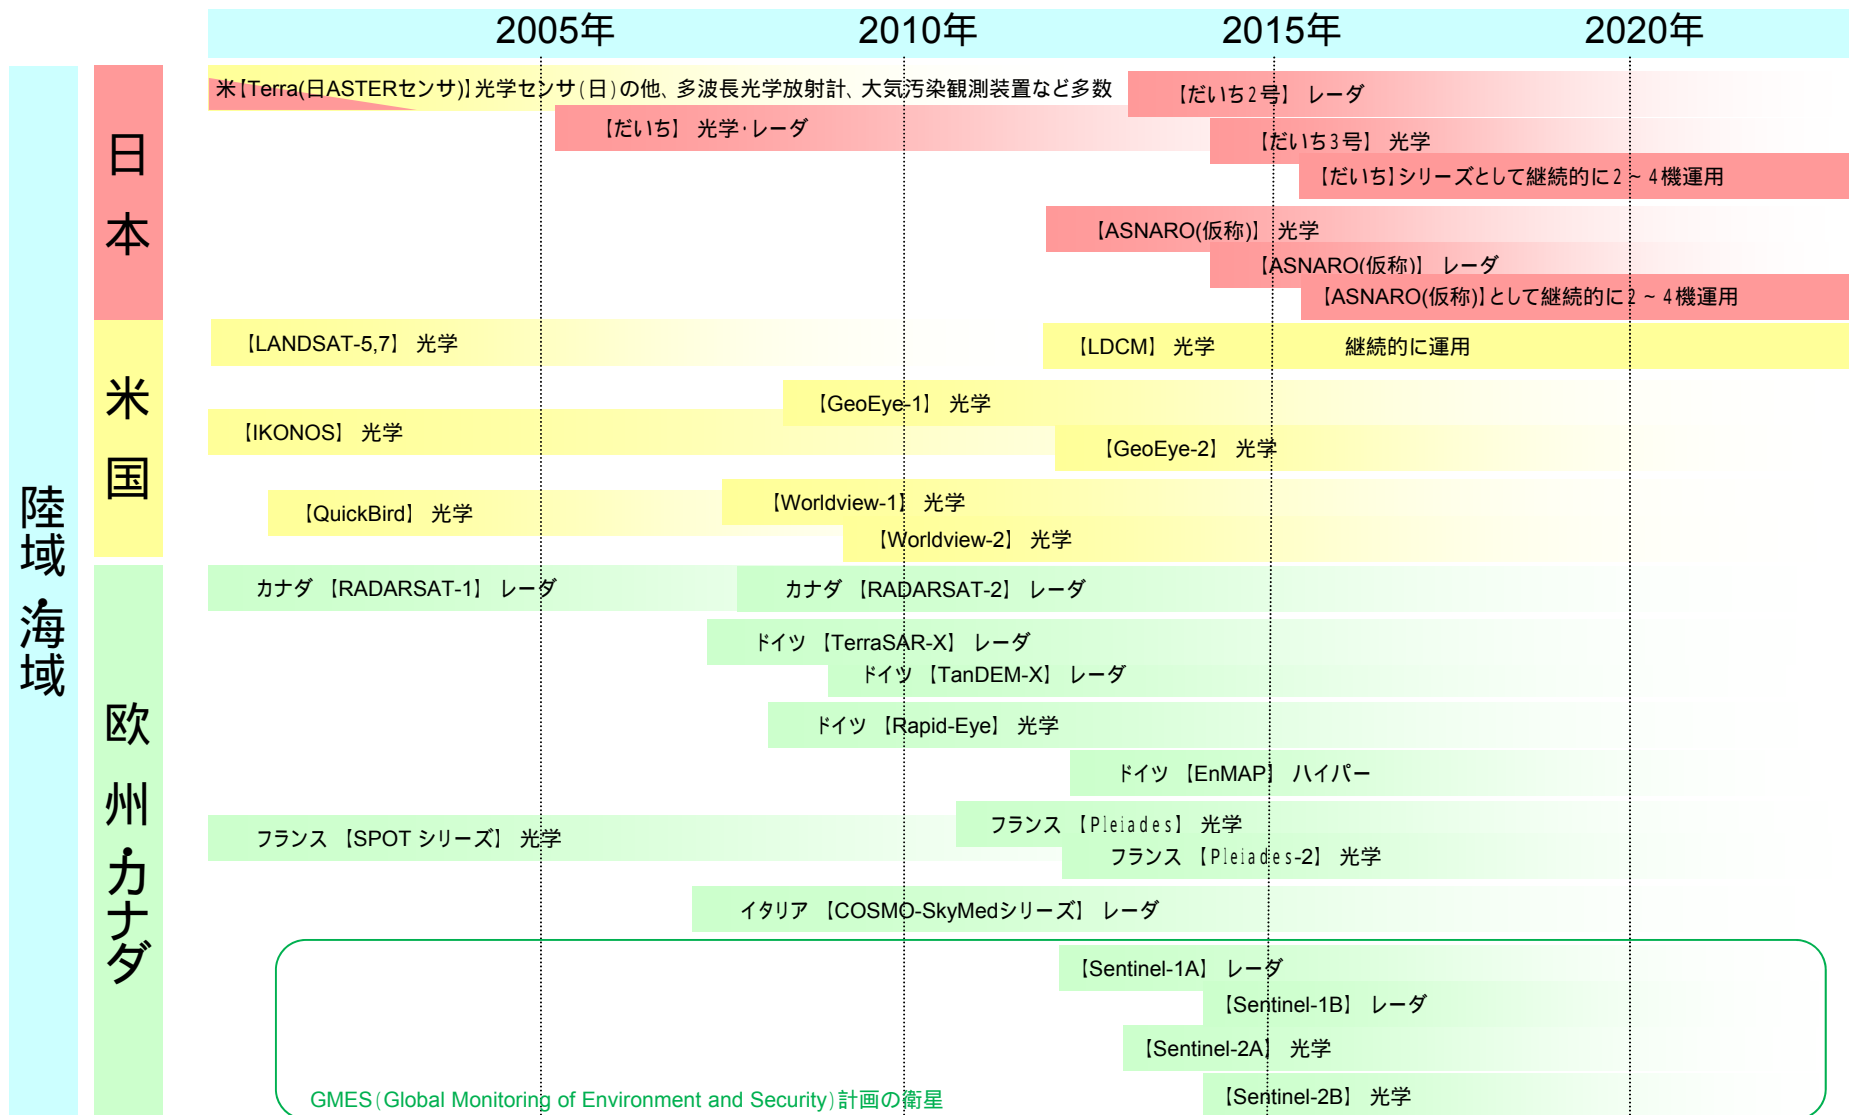 2005年 2010年 2015年 2020年
陸域・海域
日本
米【Terra(日ASTERセンサ)】光学センサ(日)の他、多波長光学放射計、大気汚染観測装置など多数
【だいち2号】 レーダ
【だいち】 光学・レーダ
【だいち3号】 光学
【だいち】シリーズとして継続的に2~4機運用
【ASNARO(仮称)】 光学
【ASNARO(仮称)】 レーダ
【ASNARO(仮称)】として継続的に2~4機運用
米国
【LANDSAT-5,7】 光学
【LDCM】 光学 継続的に運用
【GeoEye-1】 光学
【IKONOS】 光学
【GeoEye-2】 光学
【Worldview-1】 光学
【QuickBird】 光学
【Worldview-2】 光学
欧州・カナダ
カナダ 【RADARSAT-1】 レーダ
カナダ 【RADARSAT-2】 レーダ
ドイツ 【TerraSAR-X】 レーダ
ドイツ 【TanDEM-X】 レーダ
ドイツ 【Rapid-Eye】 光学
ドイツ 【EnMAP】 ハイパー
フランス 【Pleiades】 光学
フランス 【SPOT シリーズ】 光学
フランス 【Pleiades-2】 光学
イタリア 【COSMO-SkyMedシリーズ】 レーダ
【Sentinel-1A】 レーダ
【Sentinel-1B】 レーダ
【Sentinel-2A】 光学
【Sentinel-2B】 光学
GMES(Global Monitoring of Environment and Security)計画の衛星